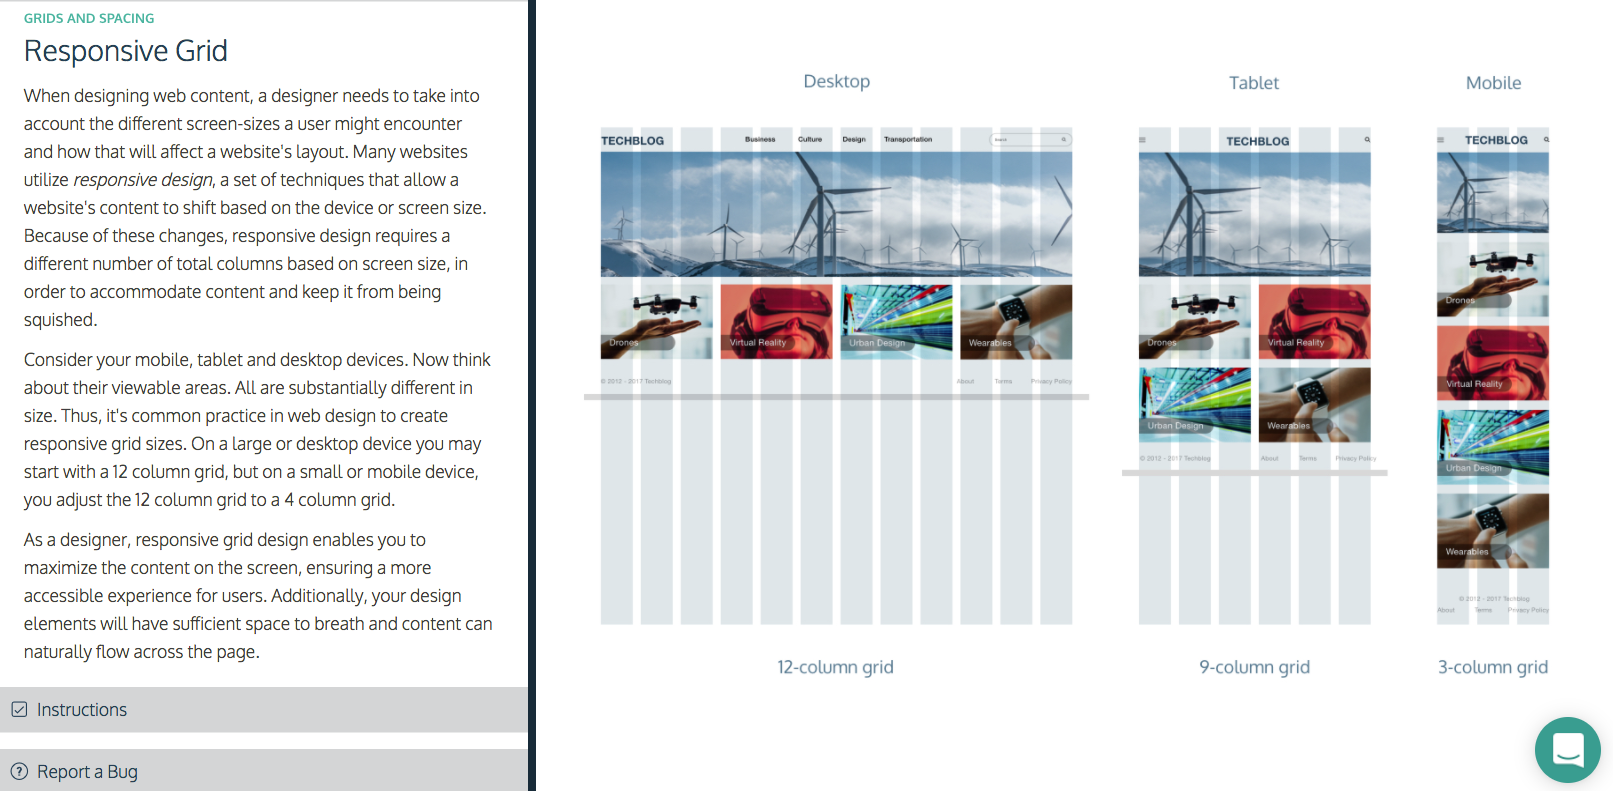 GRIDS AND SPACING
Responsive Grid
When designing web content, a designer needs to take into
account the different screen-sizes a user might encounter
and how that will affect a website's layout. Many websites
utilize responsive design, a set of techniques that allow a
website's content to shift based on the device or screen size.
Because of these changes, responsive design requires a
different number of total columns based on screen size, in
order to accommodate content and keep it from being
squished.
Consider your mobile, tablet and desktop devices. Now think
about their viewable areas. All are substantially different in
size. Thus, it's common practice in web design to create
responsive grid sizes. On a large or desktop device you may
start with a 12 column grid, but on a small or mobile device,
you adjust the 12 column grid to a 4 column grid.
As a designer, responsive grid design enables you to
maximize the content on the screen, ensuring a more
accessible experience for users. Additionally, your design
elements will have sufficient space to breath and content can
naturally flow across the page.
Instructions
Report a Bug
Desktop
TECHBLOG Business Culture Design Transportation
Drones Virtual Reality Urban Design Wearables
© 2012 - 2017 Techblog About Terms Privacy Policy
12-column grid
Tablet
TECHBLOG
Drones Virtual Reality
Urban Design Wearables
© 2012 - 2017 Techblog About Terms Privacy Policy
9-column grid
Mobile
TECHBLOG
Drones
Virtual Reality
Urban Design
Wearables
© 2012 - 2017 Techblog
About Terms Privacy Policy
3-column grid